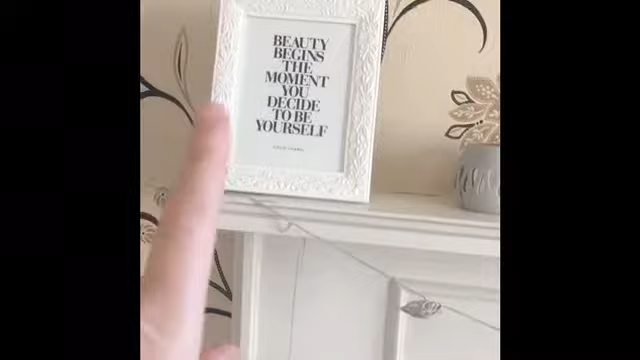 BEAUTY
BEGINS
THE
MOMENT
YOU
DECIDE
TO BE
YOURSELF